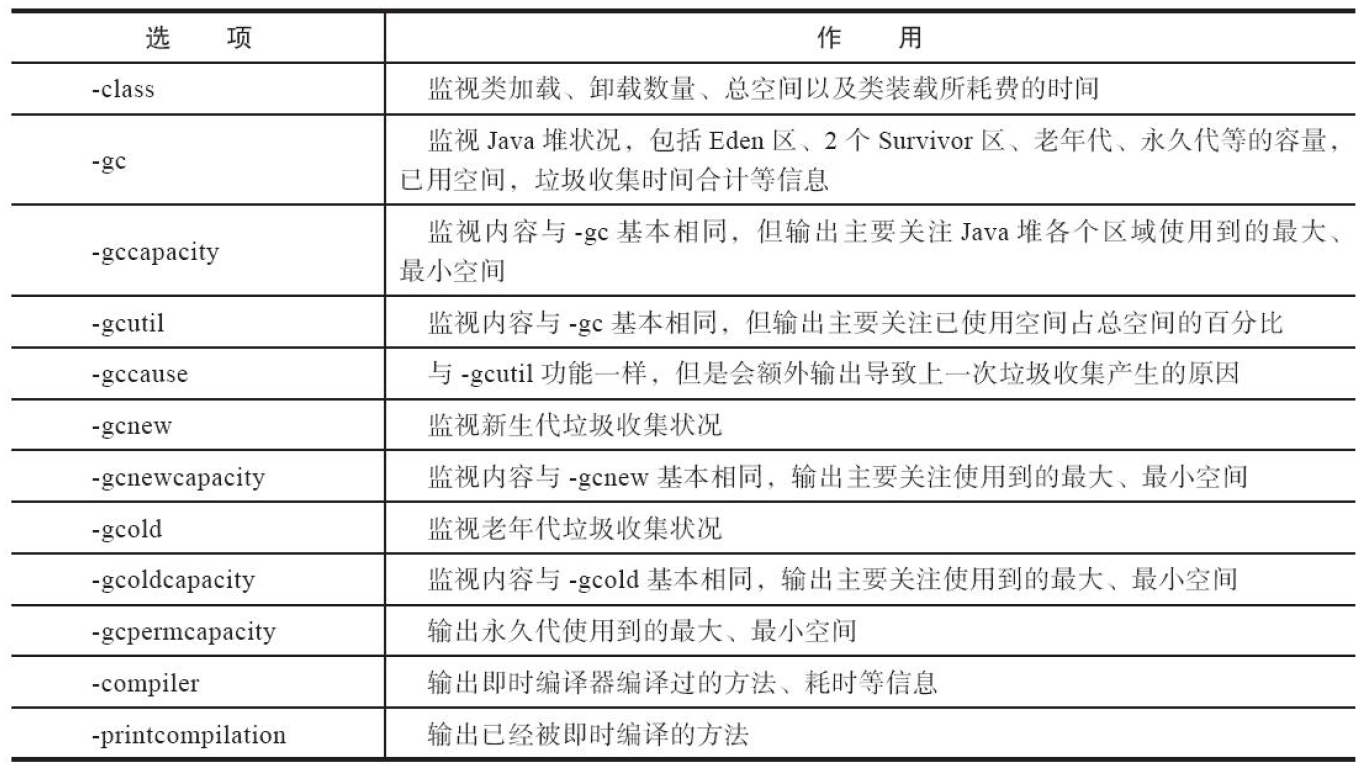 选 项 作 用
-class 监视类加载、卸载数量、总空间以及类装载所耗费的时间
-gc 监视 Java 堆状况，包括 Eden 区、2 个 Survivor 区、老年代、永久代等的容量，
已用空间，垃圾收集时间合计等信息
-gccapacity 监视内容与 -gc 基本相同，但输出主要关注 Java 堆各个区域使用到的最大、
最小空间
-gcutil 监视内容与 -gc 基本相同，但输出主要关注已使用空间占总空间的百分比
-gccause 与 -gcutil 功能一样，但是会额外输出导致上一次垃圾收集产生的原因
-gcnew 监视新生代垃圾收集状况
-gcnewcapacity 监视内容与 -gcnew 基本相同，输出主要关注使用到的最大、最小空间
-gcold 监视老年代垃圾收集状况
-gcoldcapacity 监视内容与 -gcold 基本相同，输出主要关注使用到的最大、最小空间
-gcpermcapacity 输出永久代使用到的最大、最小空间
-compiler 输出即时编译器编译过的方法、耗时等信息
-printcompilation 输出已经被即时编译的方法